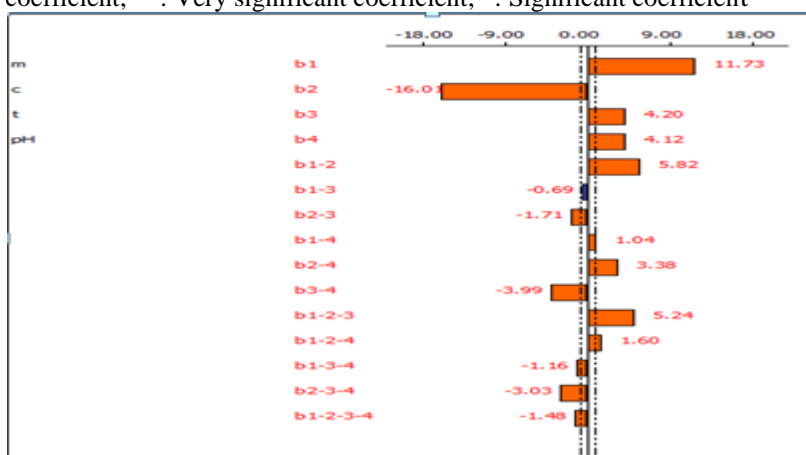 coefficient; : Very significant coefficient; : Significant coefficient
-18.00 -9.00 0.00 9.00 18.00
m b1 11.73
c b2 -16.01
t b3 4.20
pH b4 4.12
b1-2 5.82
b1-3 -0.69
b2-3 -1.71
b1-4 1.04
b2-4 3.38
b3-4 -3.99
b1-2-3 5.24
b1-2-4 1.60
b1-3-4 -1.16
b2-3-4 -3.03
b1-2-3-4 -1.48